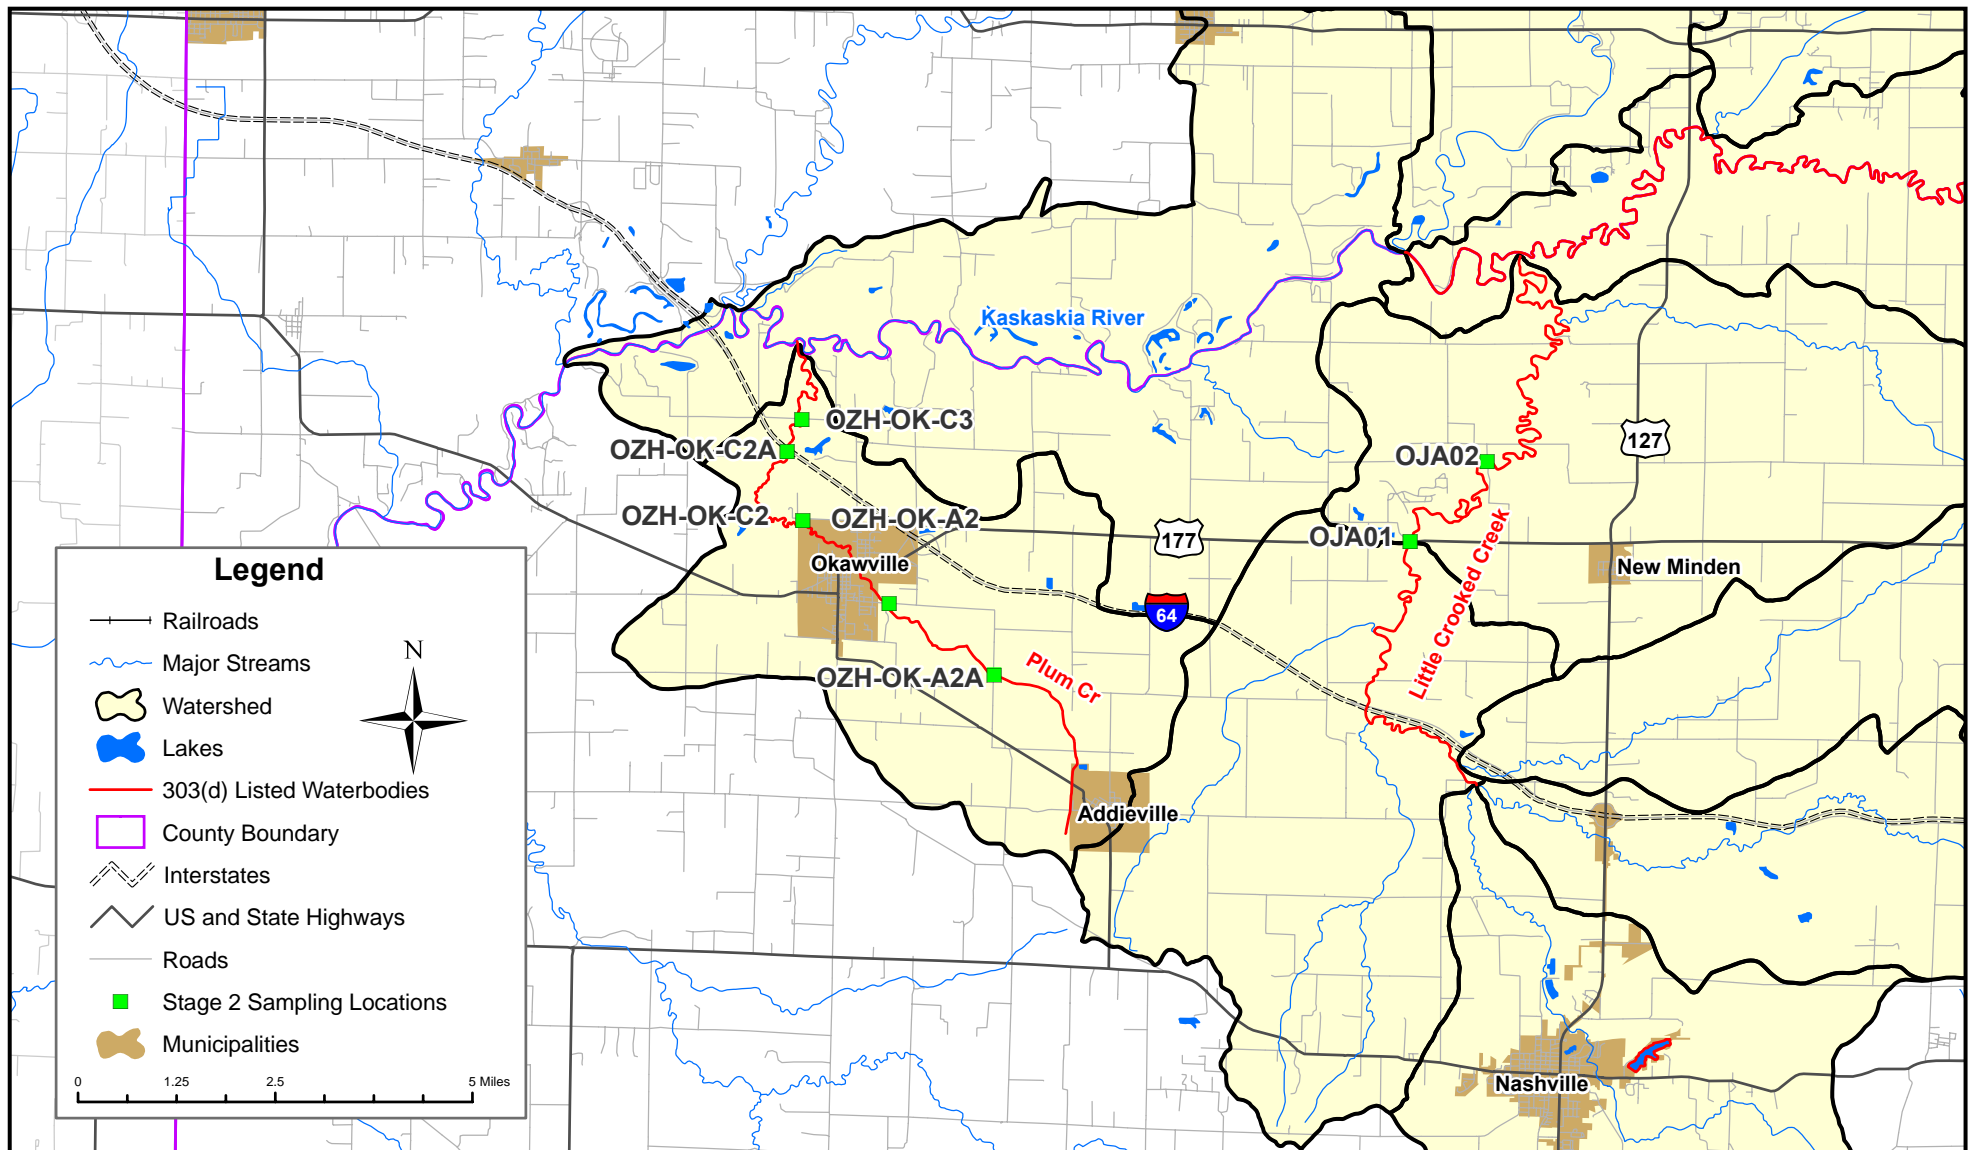 Kaskaskia River
OZH-OK-C3
OZH-OK-C2A
OZH-OK-C2
OZH-OK-A2
Okawville
OZH-OK-A2A
Plum Cr
Addieville
177
64
OJA02
OJA01
127
Little Crooked Creek
New Minden
Nashville
Legend
Railroads
Major Streams
Watershed
Lakes
303(d) Listed Waterbodies
County Boundary
Interstates
US and State Highways
Roads
Stage 2 Sampling Locations
Municipalities
N
0 1.25 2.5 5 Miles